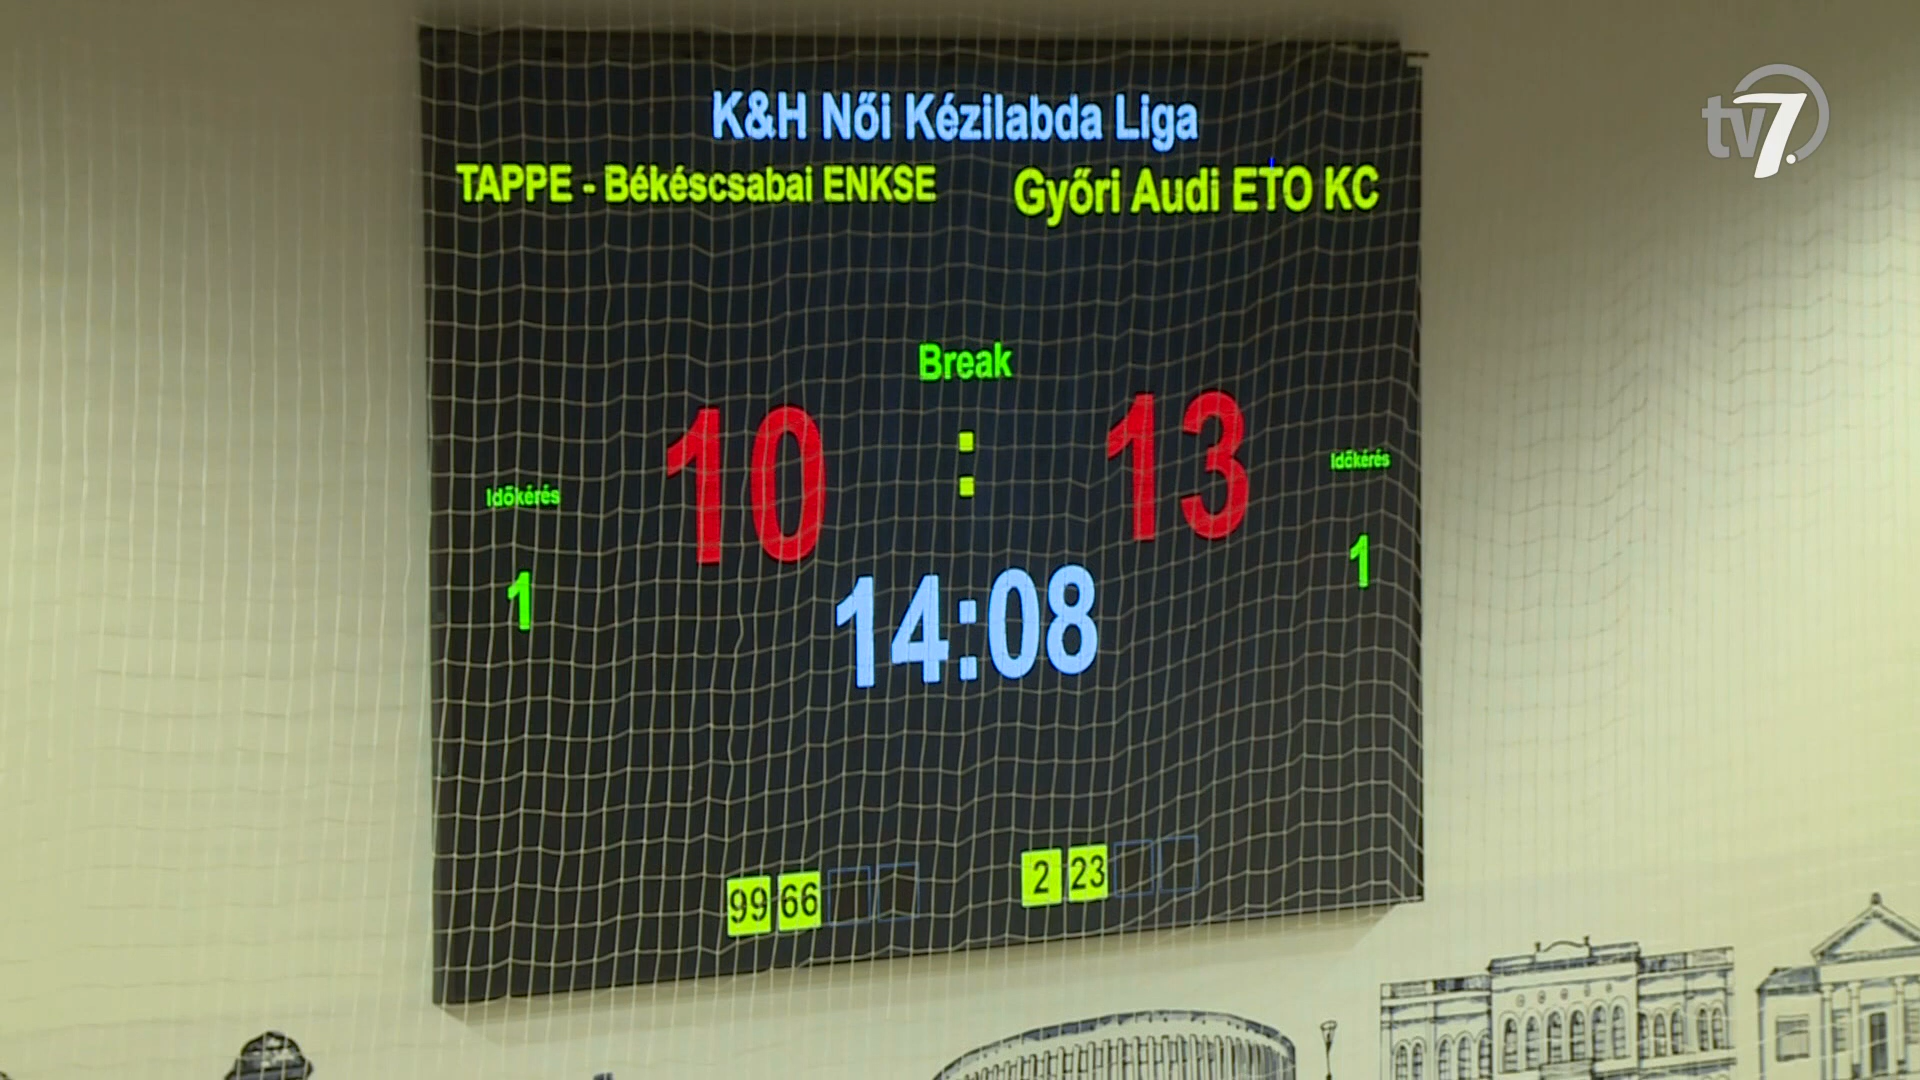 tv7.
K&H Női Kézilabda Liga
TAPPE - Békéscsabai ENKSE Győri Audi ETO KC
Break
10 : 13
Időkérés Időkérés
1 1
14:08
99 66 2 23